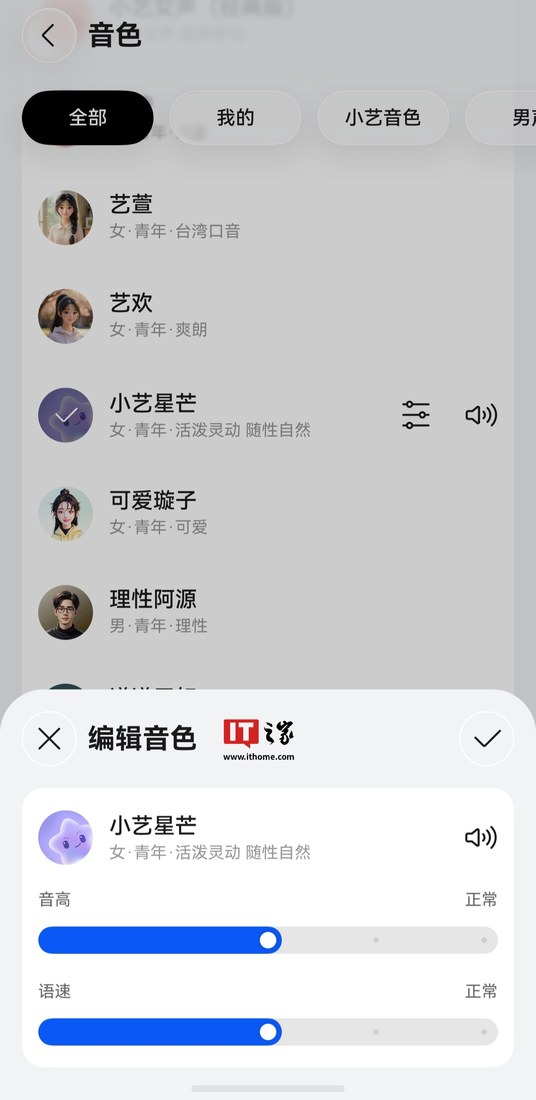 音色
全部
我的
小艺音色
男
艺萱
女·青年·台湾口音
艺欢
女·青年·爽朗
小艺星芒
女·青年·活泼灵动 随性自然
可爱璇子
女·青年·可爱
理性阿源
男·青年·理性
编辑音色
IT之家
www.ithome.com
小艺星芒
女·青年·活泼灵动 随性自然
音高
正常
语速
正常